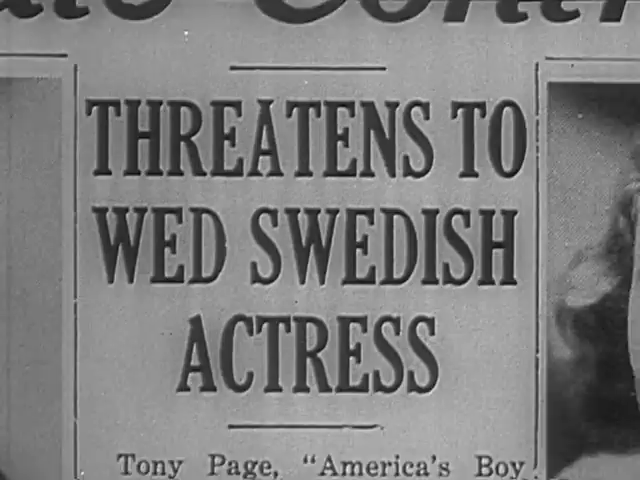 THREATENS TO
WED SWEDISH
ACTRESS
Tony Page, "America's Boy